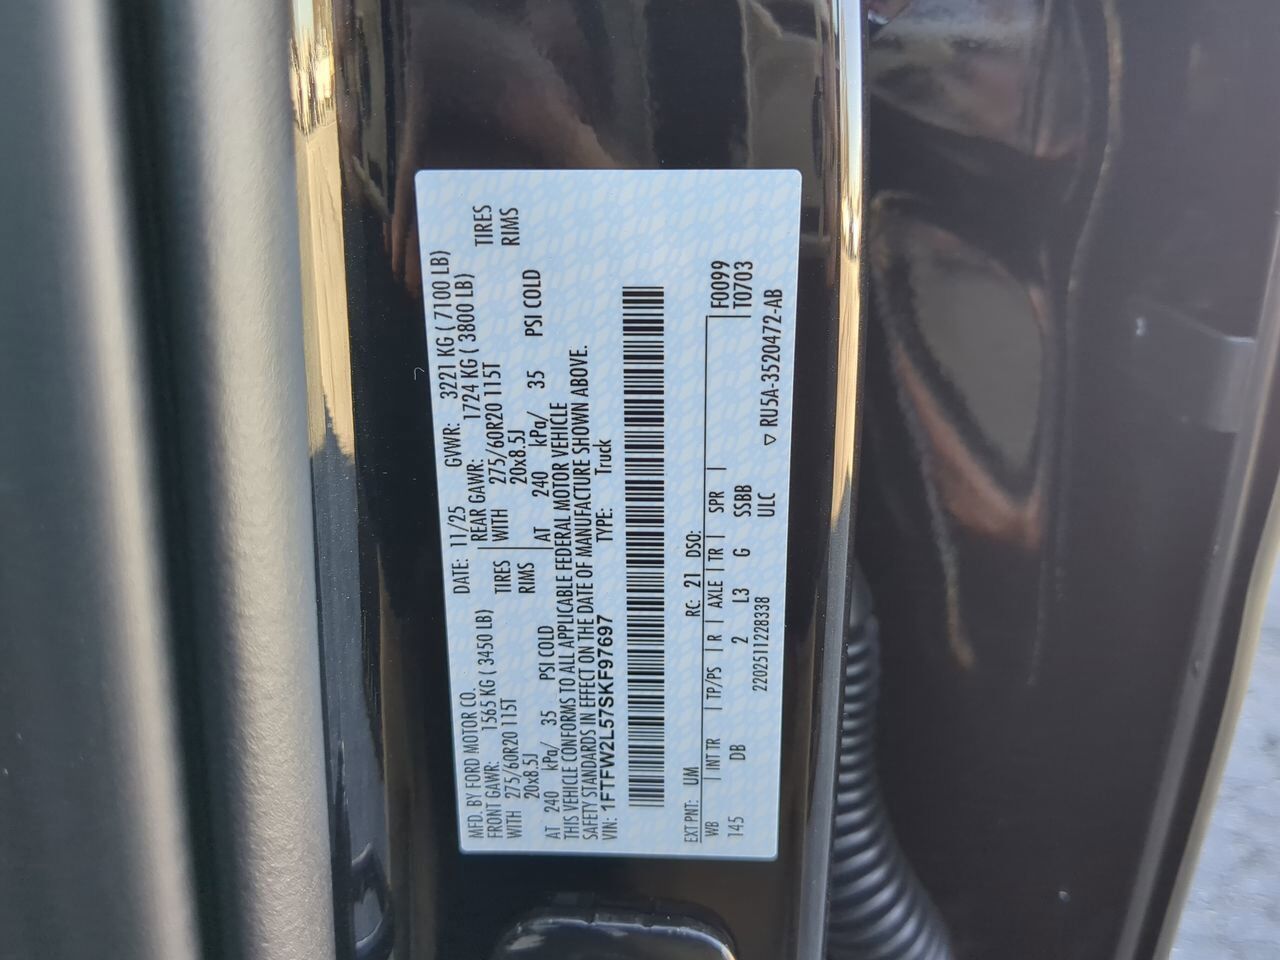 MFD. BY FORD MOTOR CO. DATE: 11/25 GVWR: 3221 KG ( 7100 LB)
FRONT GAWR: 1565 KG ( 3450 LB) REAR GAWR: 1724 KG ( 3800 LB)
WITH 275/60R20 115T TIRES WITH 275/60R20 115T TIRES
20x8.5J RIMS 20x8.5J RIMS
AT 240 kPa/ 35 PSI COLD AT 240 kPa/ 35 PSI COLD
THIS VEHICLE CONFORMS TO ALL APPLICABLE FEDERAL MOTOR VEHICLE
SAFETY STANDARDS IN EFFECT ON THE DATE OF MANUFACTURE SHOWN ABOVE.
VIN: 1FTFW2L57SKF97697 TYPE: Truck
EXT PNT: UM RC: 21 DSO:
WB | INT TR | TP/PS | R | AXLE | TR | SPR | F0099
145 DB 2 L3 G SSBB T0703
2202511228338 ULC ▽ RU5A-3520472-AB